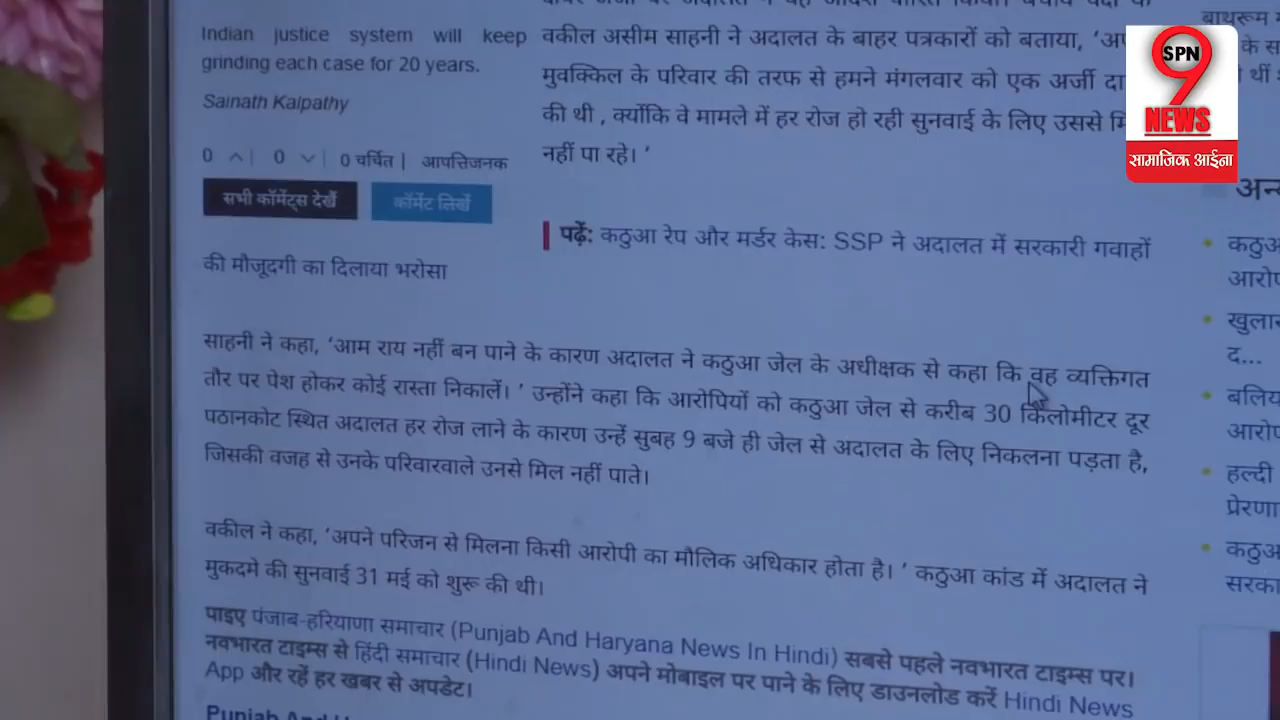 Indian justice system will keep
grinding each case for 20 years.
Sainath Kalpathy
0 0 0 चर्चित | आपत्तिजनक
सभी कॉमेंट्स देखें कॉमेंट लिखें
वकील असीम साहनी ने अदालत के बाहर पत्रकारों को बताया,
मुवक्किल के परिवार की तरफ से हमने मंगलवार को एक अर्जी
की थी , क्योंकि वे मामले में हर रोज हो रही सुनवाई के लिए उससे
नहीं पा रहे। '
पढ़ें: कठुआ रेप और मर्डर केस: SSP ने अदालत में सरकारी गवाहों
की मौजूदगी का दिलाया भरोसा
साहनी ने कहा, 'आम राय नहीं बन पाने के कारण अदालत ने कठुआ जेल के अधीक्षक से कहा कि वह व्यक्तिगत
तौर पर पेश होकर कोई रास्ता निकालें। ' उन्होंने कहा कि आरोपियों को कठुआ जेल से करीब 30 किलोमीटर दूर
पठानकोट स्थित अदालत हर रोज लाने के कारण उन्हें सुबह 9 बजे ही जेल से अदालत के लिए निकलना पड़ता है,
जिसकी वजह से उनके परिवारवाले उनसे मिल नहीं पाते।
वकील ने कहा, 'अपने परिजन से मिलना किसी आरोपी का मौलिक अधिकार होता है। ' कठुआ कांड में अदालत ने
मुकदमे की सुनवाई 31 मई को शुरू की थी।
पाइए पंजाब-हरियाणा समाचार (Punjab And Haryana News In Hindi) सबसे पहले नवभारत टाइम्स पर।
नवभारत टाइम्स से हिंदी समाचार (Hindi News) अपने मोबाइल पर पाने के लिए डाउनलोड करें Hindi News
App और रहें हर खबर से अपडेट।
बाथरूम
के
थीं
द...
हल्दी
प्रेरणा
SPN
9
NEWS
सामाजिक आईना